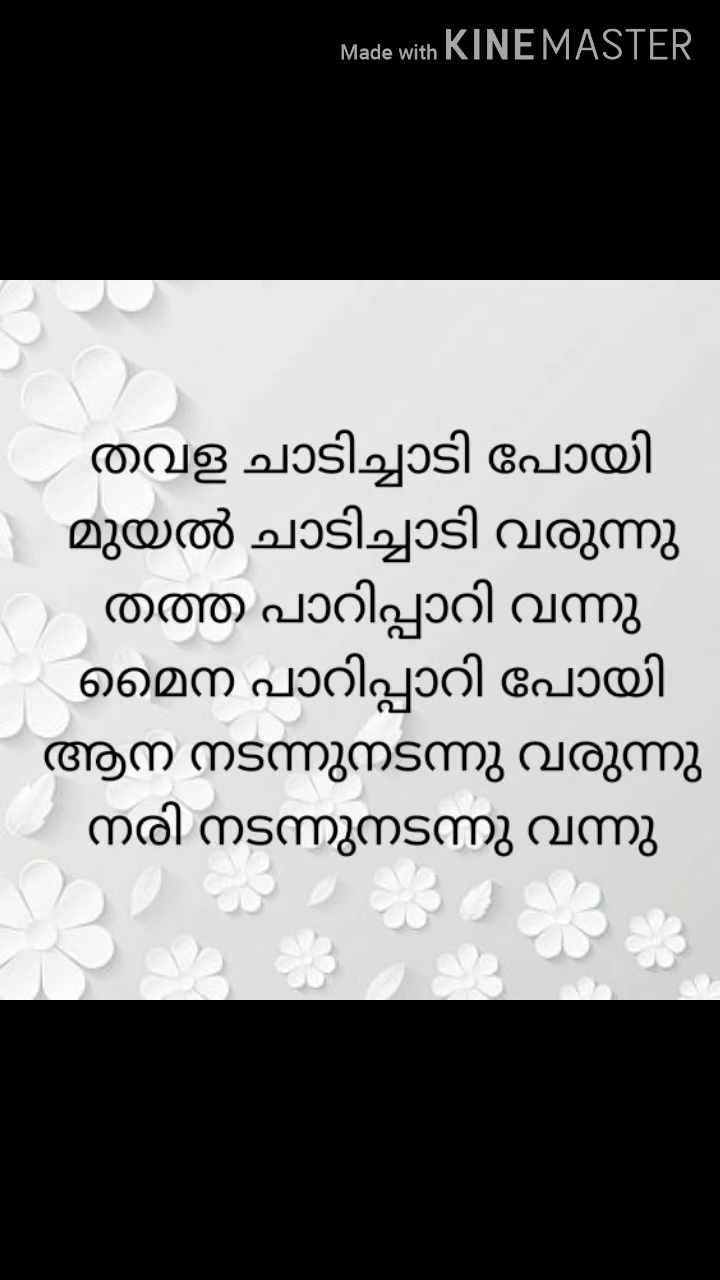 Made with KINEMASTER
തവള ചാടിച്ചാടി പോയി
മുയൽ ചാടിച്ചാടി വരുന്നു
തത്ത പാറിപ്പാറി വന്നു
മൈന പാറിപ്പാറി പോയി
ആന നടന്നുനടന്നു വരുന്നു
നരി നടന്നുനടന്നു വന്നു